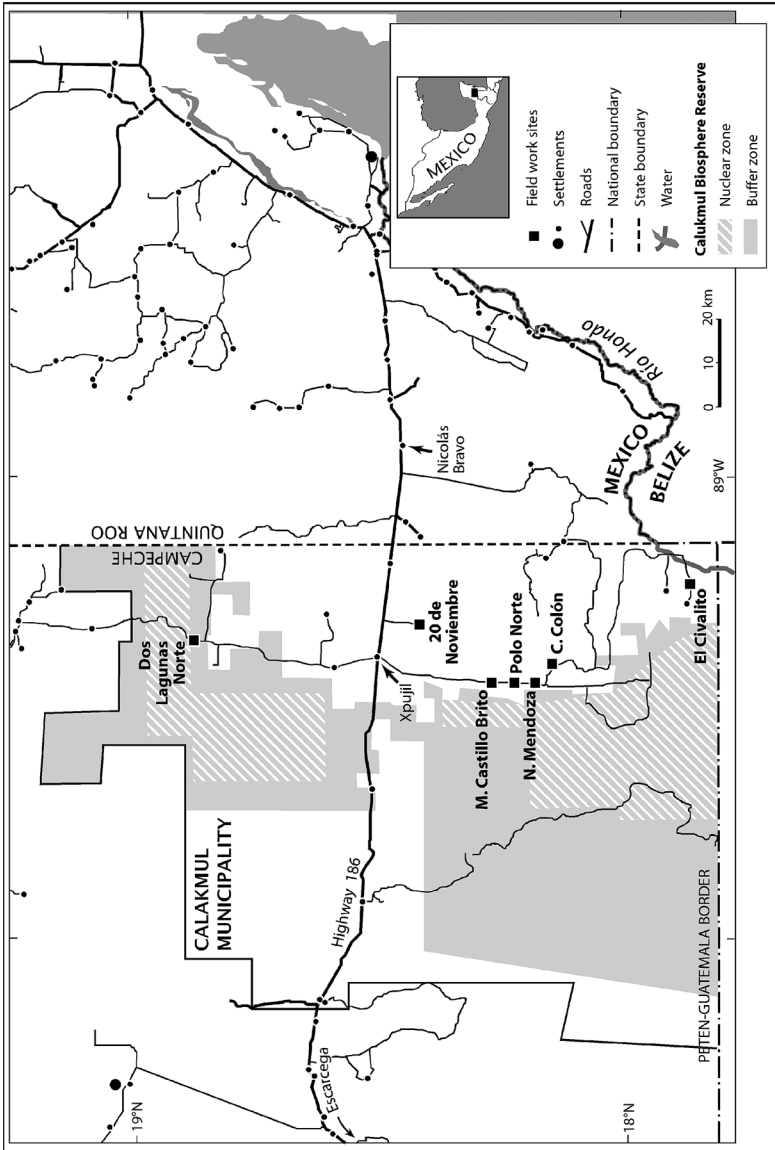 19°N
18°N
89°W
CALAKMUL
MUNICIPALITY
CAMPECHE
QUINTANA ROO
Dos
Lagunas
Norte
Highway 186
Escarcega
Xpujil
20 de
Noviembre
Nicolás
Bravo
M. Castillo Brito
Polo Norte
N. Mendoza
C. Colón
El Civalito
PETEN-GUATEMALA BORDER
MEXICO
BELIZE
Río Hondo
0 10 20 km
MEXICO
Field work sites
Settlements
Roads
National boundary
State boundary
Water
Calukmul Biosphere Reserve
Nuclear zone
Buffer zone